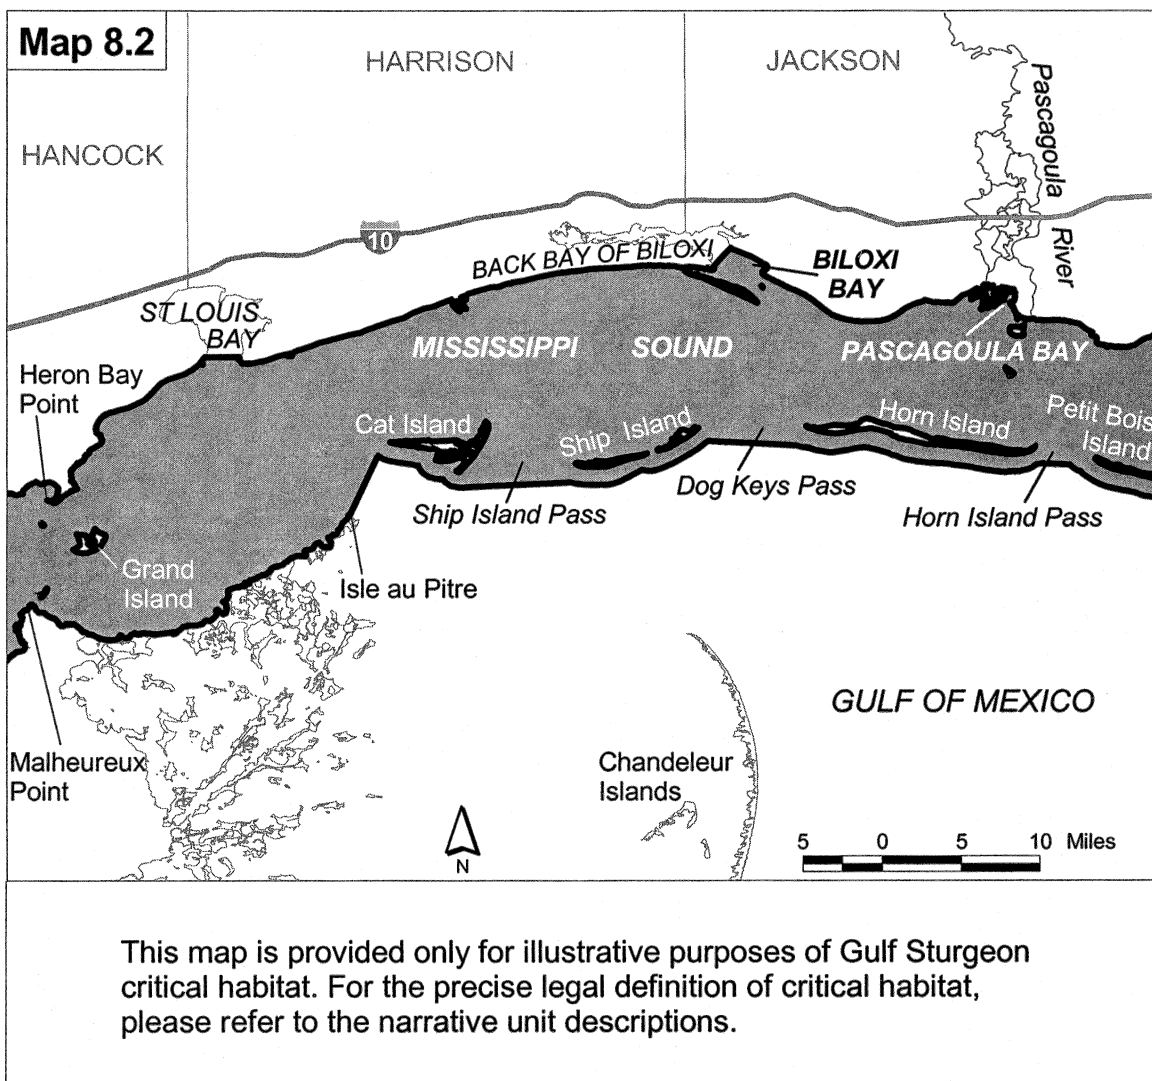 Map 8.2
HARRISON
JACKSON
HANCOCK
Pascagoula River
10
BACK BAY OF BILOXI
BILOXI
BAY
ST LOUIS
BAY
MISSISSIPPI SOUND
PASCAGOULA BAY
Heron Bay
Point
Cat Island
Ship Island
Horn Island
Petit Bois
Island
Dog Keys Pass
Ship Island Pass
Horn Island Pass
Grand
Island
Isle au Pitre
GULF OF MEXICO
Malheureux
Point
Chandeleur
Islands
N
5 0 5 10 Miles
This map is provided only for illustrative purposes of Gulf Sturgeon
critical habitat. For the precise legal definition of critical habitat,
please refer to the narrative unit descriptions.